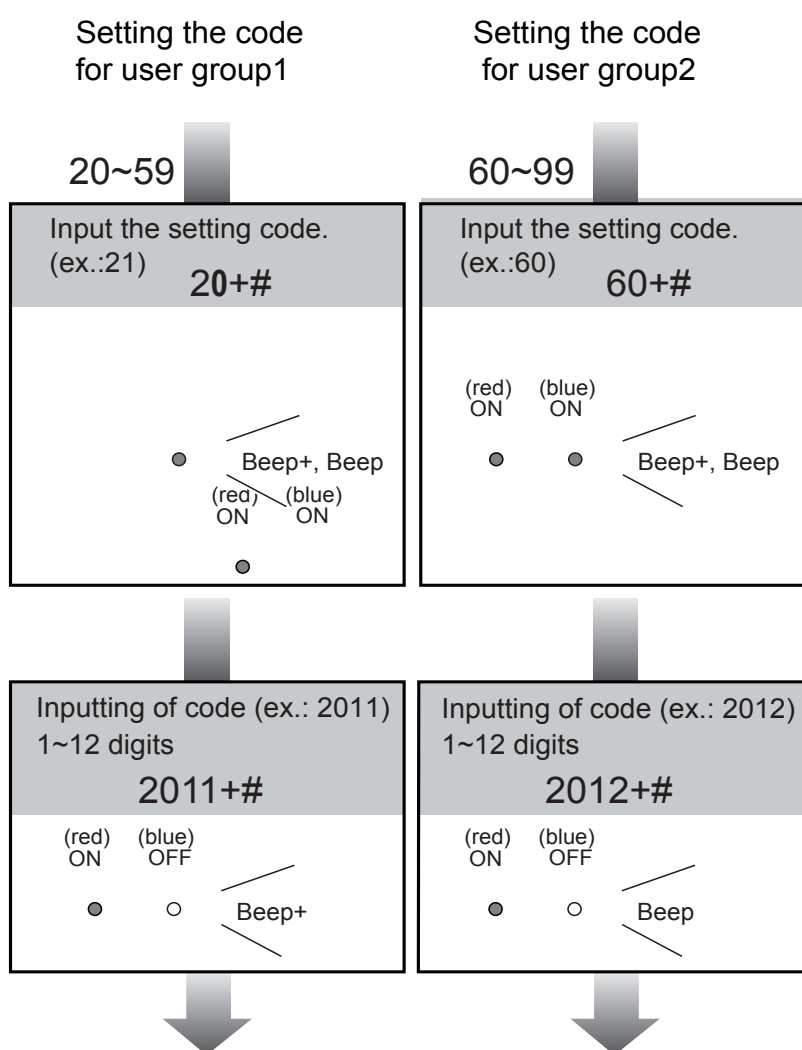 Setting the code
for user group1
20~59
Input the setting code.
(ex.:21)
20+#
Beep+, Beep
(red) (blue)
ON ON
Inputting of code (ex.: 2011)
1~12 digits
2011+#
(red) (blue)
ON OFF
Beep+
Setting the code
for user group2
60~99
Input the setting code.
(ex.:60)
60+#
(red) (blue)
ON ON
Beep+, Beep
Inputting of code (ex.: 2012)
1~12 digits
2012+#
(red) (blue)
ON OFF
Beep